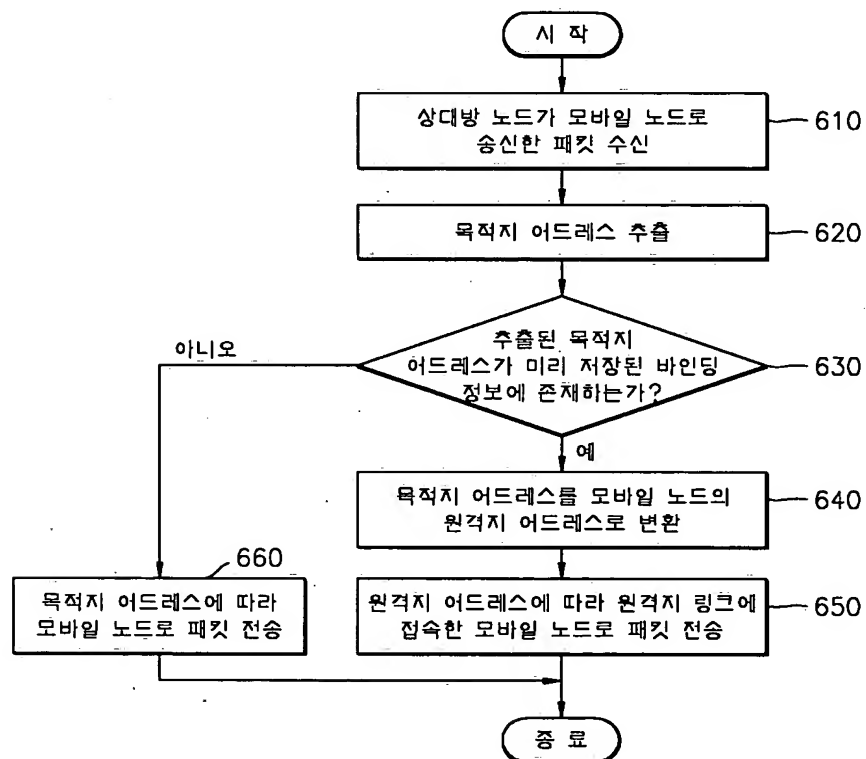 시 작
상대방 노드가 모바일 노드로
송신한 패킷 수신
610
목적지 어드레스 추출
620
추출된 목적지
어드레스가 미리 저장된 바인딩
정보에 존재하는가?
630
아니오
예
목적지 어드레스를 모바일 노드의
원격지 어드레스로 변환
640
660
목적지 어드레스에 따라
모바일 노드로 패킷 전송
원격지 어드레스에 따라 원격지 링크에
접속한 모바일 노드로 패킷 전송
650
종 료